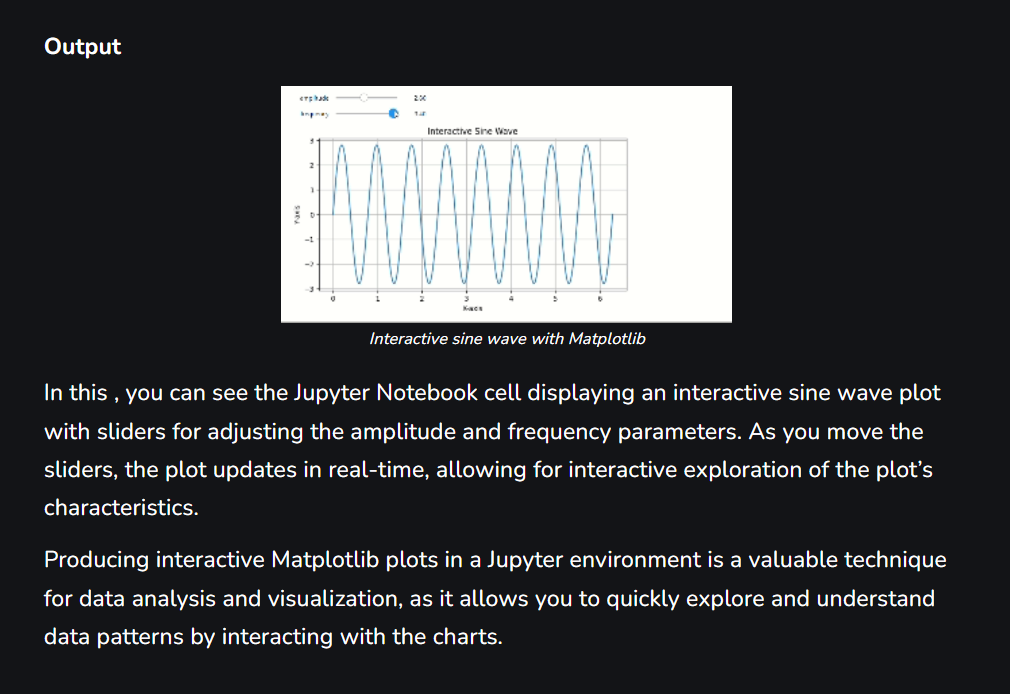 Output
amplitude
frequency
Interactive Sine Wave
3
2
1
0
-1
-2
-3
Y-axis
0 1 2 3 4 5 6
X-axis
Interactive sine wave with Matplotlib
In this , you can see the Jupyter Notebook cell displaying an interactive sine wave plot
with sliders for adjusting the amplitude and frequency parameters. As you move the
sliders, the plot updates in real-time, allowing for interactive exploration of the plot’s
characteristics.
Producing interactive Matplotlib plots in a Jupyter environment is a valuable technique
for data analysis and visualization, as it allows you to quickly explore and understand
data patterns by interacting with the charts.